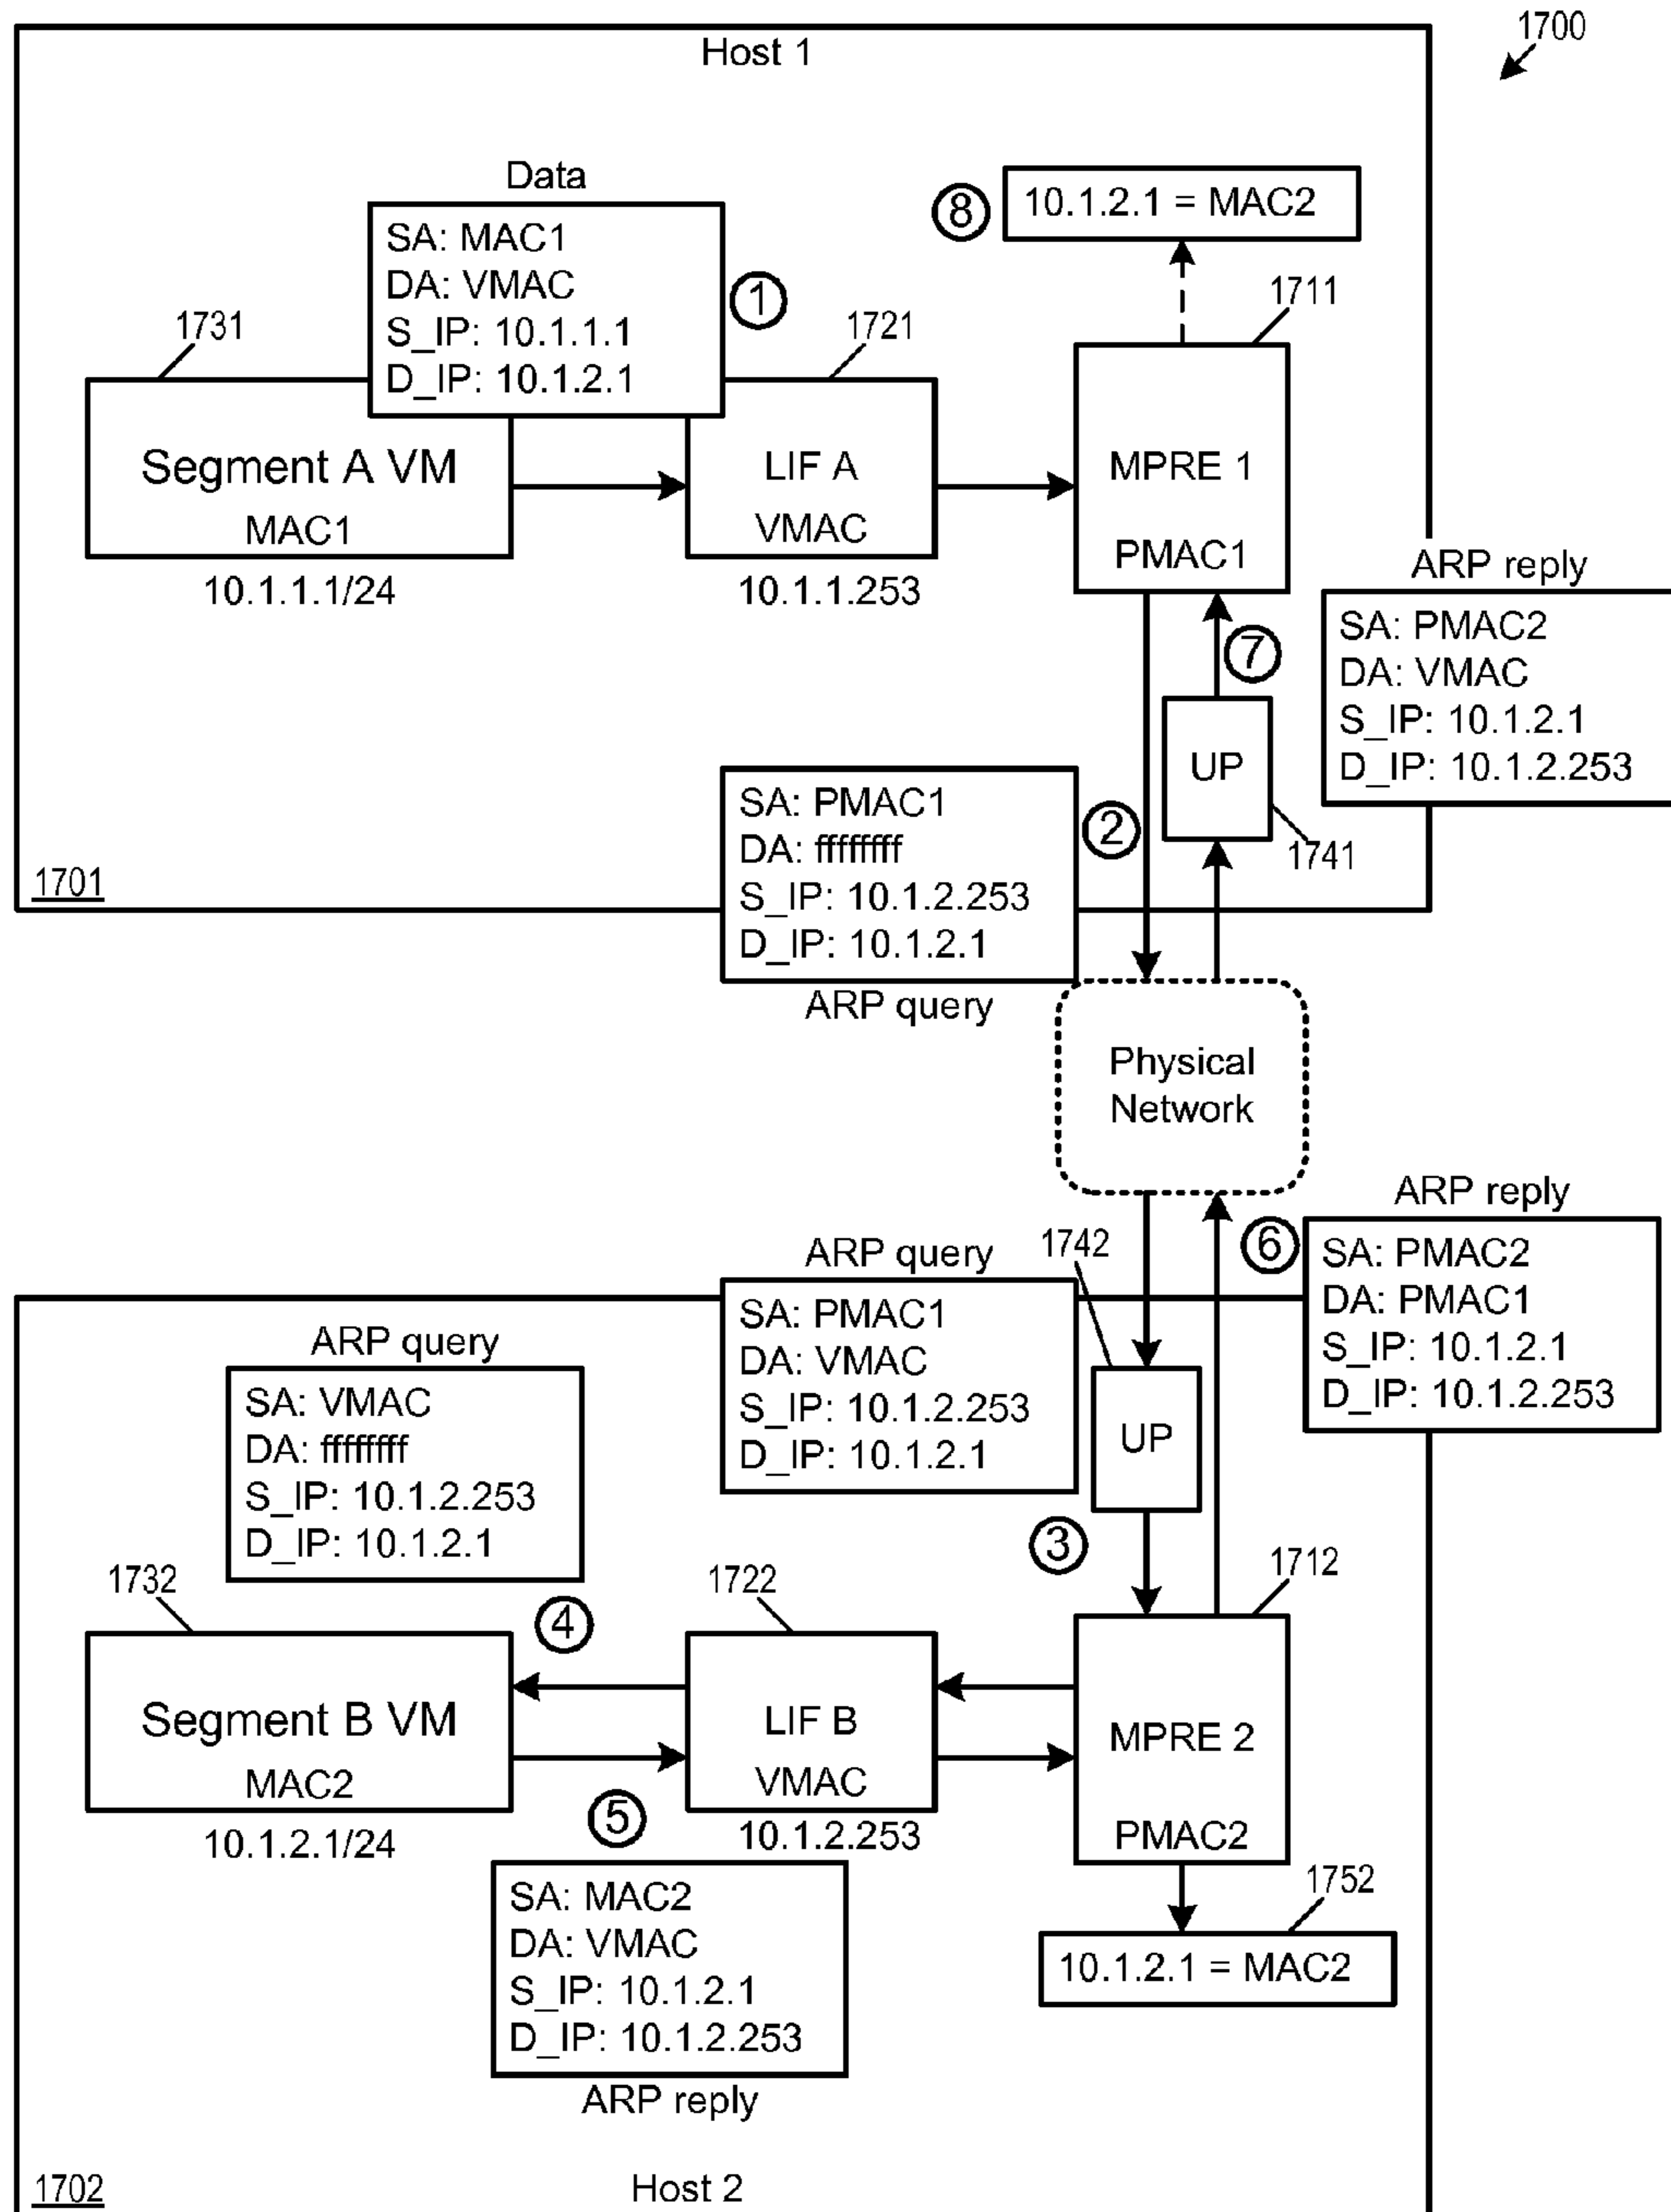 1700
Host 1
Data
SA: MAC1
DA: VMAC
S_IP: 10.1.1.1
D_IP: 10.1.2.1
1
8
10.1.2.1 = MAC2
1731
1721
1711
Segment A VM
MAC1
10.1.1.1/24
LIF A
VMAC
10.1.1.253
MPRE 1
PMAC1
ARP reply
SA: PMAC2
DA: VMAC
S_IP: 10.1.2.1
D_IP: 10.1.2.253
7
UP
1741
SA: PMAC1
DA: ffffffff
S_IP: 10.1.2.253
D_IP: 10.1.2.1
ARP query
2
1701
Physical
Network
ARP reply
SA: PMAC2
DA: PMAC1
S_IP: 10.1.2.1
D_IP: 10.1.2.253
6
1742
ARP query
SA: PMAC1
DA: VMAC
S_IP: 10.1.2.253
D_IP: 10.1.2.1
UP
3
ARP query
SA: VMAC
DA: ffffffff
S_IP: 10.1.2.253
D_IP: 10.1.2.1
1732
4
1722
1712
Segment B VM
MAC2
10.1.2.1/24
LIF B
VMAC
10.1.2.253
MPRE 2
PMAC2
5
SA: MAC2
DA: VMAC
S_IP: 10.1.2.1
D_IP: 10.1.2.253
ARP reply
1752
10.1.2.1 = MAC2
1702
Host 2